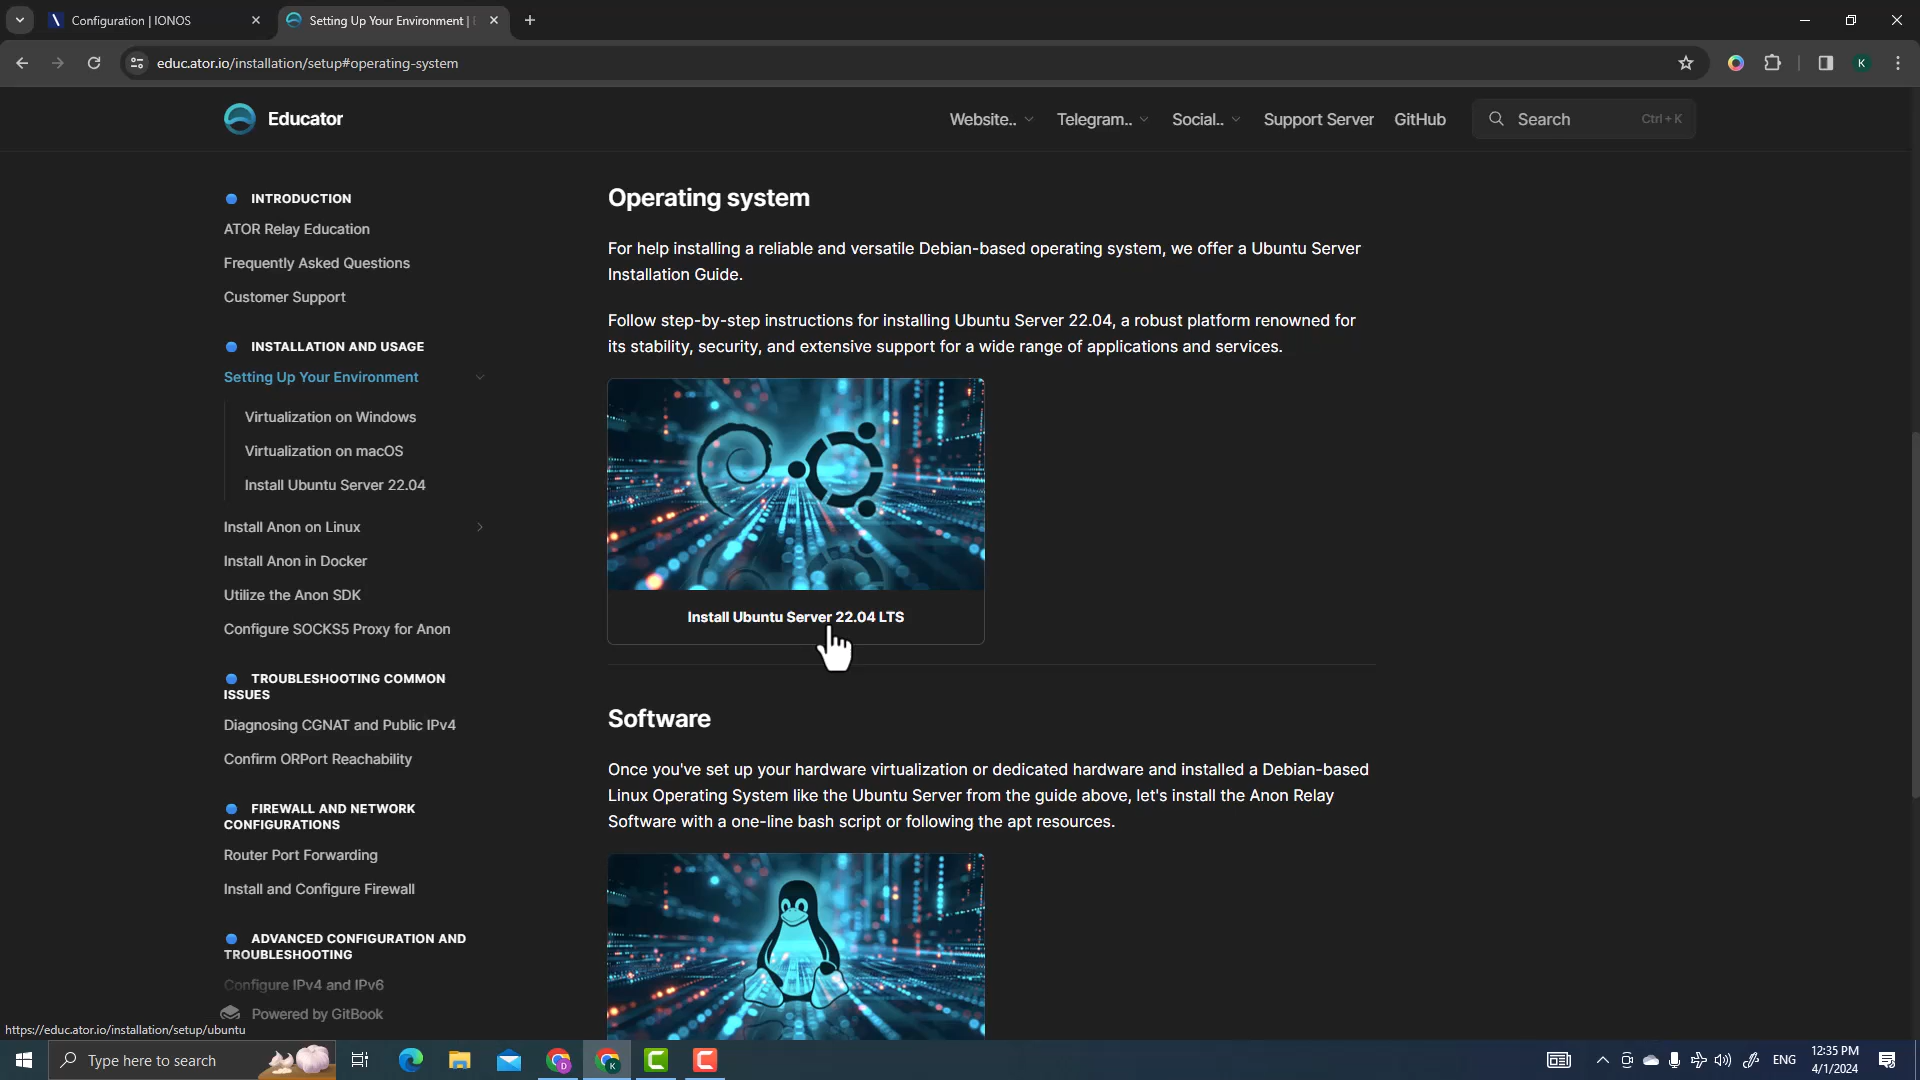 Configuration | IONOS
Setting Up Your Environment |
educ.ator.io/installation/setup#operating-system
K
Educator
Website..
Telegram..
Social..
Support Server
GitHub
Search
Ctrl + K
INTRODUCTION
ATOR Relay Education
Frequently Asked Questions
Customer Support
INSTALLATION AND USAGE
Setting Up Your Environment
Virtualization on Windows
Virtualization on macOS
Install Ubuntu Server 22.04
Install Anon on Linux
Install Anon in Docker
Utilize the Anon SDK
Configure SOCKS5 Proxy for Anon
TROUBLESHOOTING COMMON
ISSUES
Diagnosing CGNAT and Public IPv4
Confirm ORPort Reachability
FIREWALL AND NETWORK
CONFIGURATIONS
Router Port Forwarding
Install and Configure Firewall
ADVANCED CONFIGURATION AND
TROUBLESHOOTING
Configure IPv4 and IPv6
Powered by GitBook
Operating system
For help installing a reliable and versatile Debian-based operating system, we offer a Ubuntu Server
Installation Guide.
Follow step-by-step instructions for installing Ubuntu Server 22.04, a robust platform renowned for
its stability, security, and extensive support for a wide range of applications and services.
Install Ubuntu Server 22.04 LTS
Software
Once you've set up your hardware virtualization or dedicated hardware and installed a Debian-based
Linux Operating System like the Ubuntu Server from the guide above, let's install the Anon Relay
Software with a one-line bash script or following the apt resources.
https://educ.ator.io/installation/setup/ubuntu
Type here to search
D
K
ENG
12:35 PM
4/1/2024